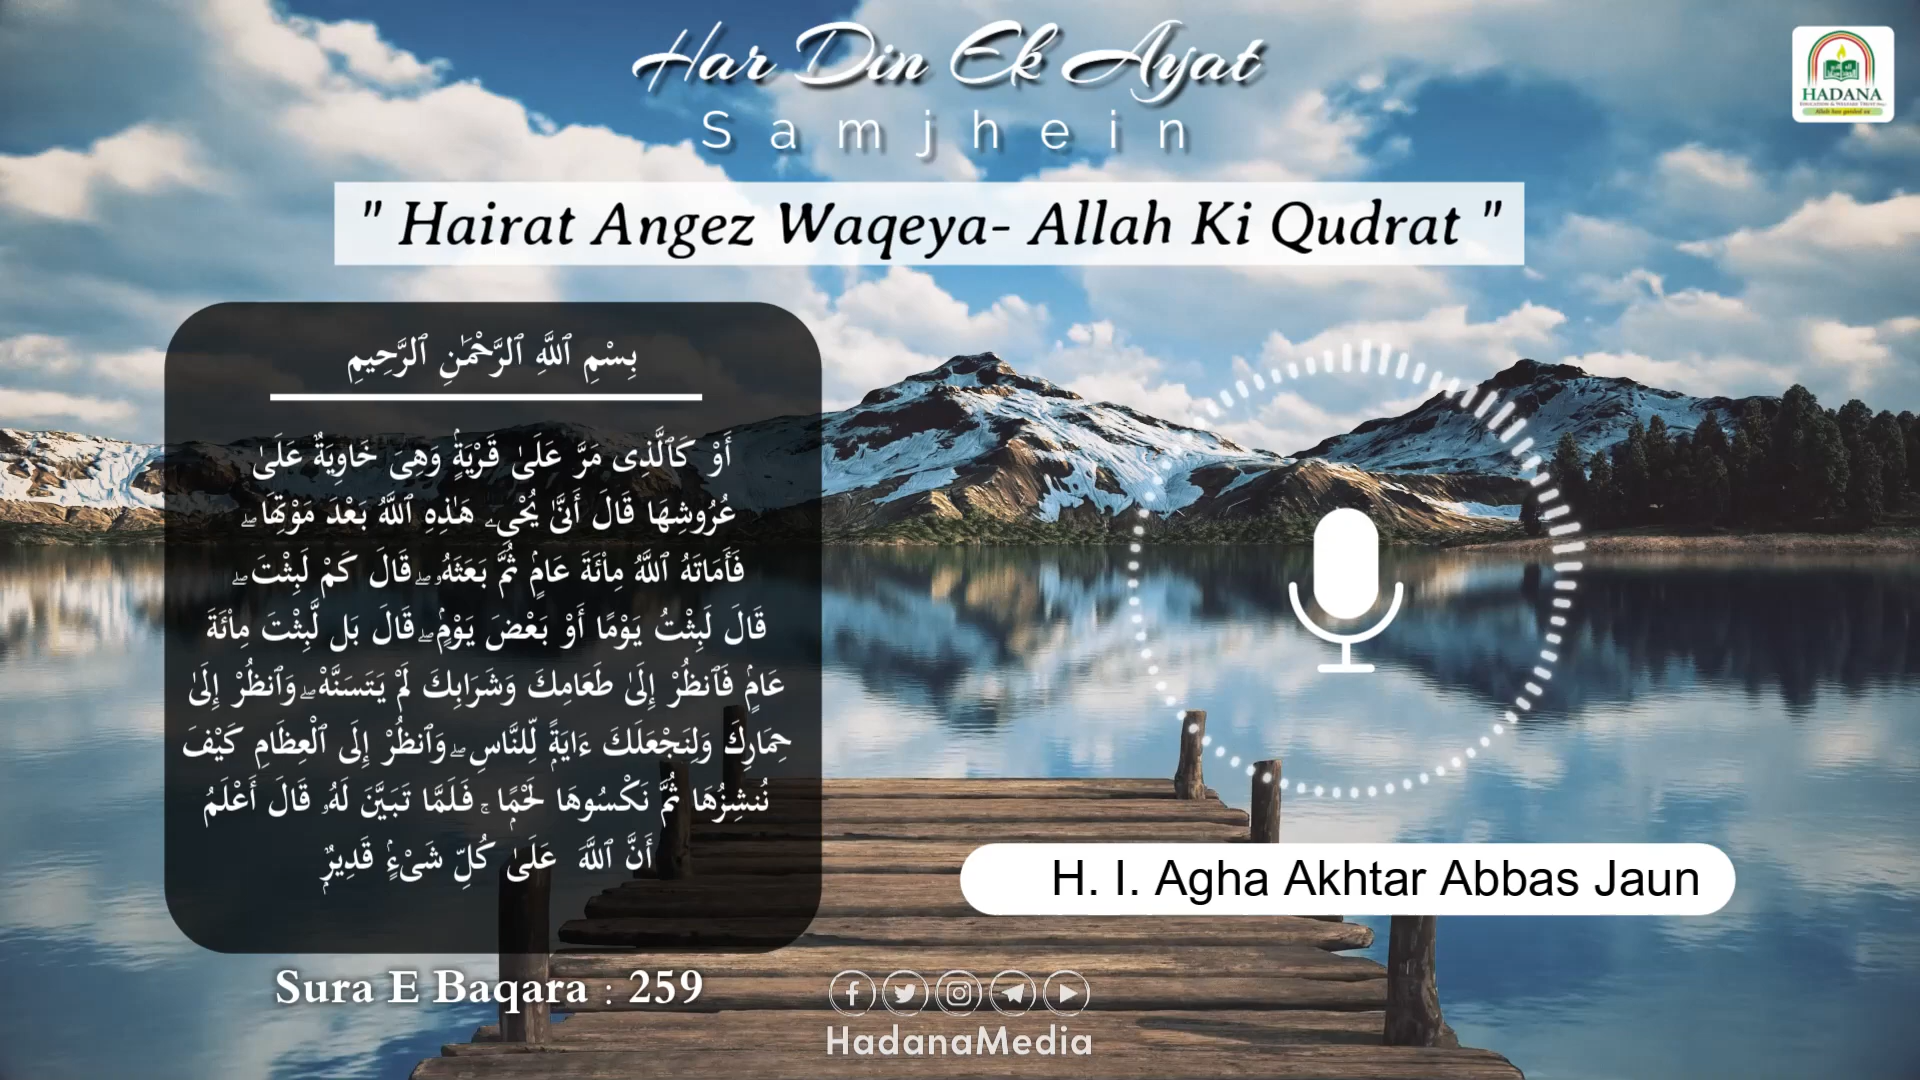 Har Din Ek Ayat
Samjhein
HADANA
" Hairat Angez Waqeya- Allah Ki Qudrat "
بِسْمِ ٱللَّهِ ٱلرَّحْمَٰنِ ٱلرَّحِيمِ
أَوْ كَٱلَّذِى مَرَّ عَلَىٰ قَرْيَةٍۢ وَهِىَ خَاوِيَةٌ عَلَىٰ
عُرُوشِهَا قَالَ أَنَّىٰ يُحْىِۦ هَـٰذِهِ ٱللَّهُ بَعْدَ مَوْتِهَا ۖ
فَأَمَاتَهُ ٱللَّهُ مِا۟ئَةَ عَامٍۢ ثُمَّ بَعَثَهُۥ ۖ قَالَ كَمْ لَبِثْتَ ۖ
قَالَ لَبِثْتُ يَوْمًا أَوْ بَعْضَ يَوْمٍۢ ۖ قَالَ بَل لَّبِثْتَ مِا۟ئَةَ
عَامٍۢ فَٱنظُرْ إِلَىٰ طَعَامِكَ وَشَرَابِكَ لَمْ يَتَسَنَّهْ ۖ وَٱنظُرْ إِلَىٰ
حِمَارِكَ وَلِنَجْعَلَكَ ءَايَةًۭ لِّلنَّاسِ ۖ وَٱنظُرْ إِلَى ٱلْعِظَامِ كَيْفَ
نُنشِزُهَا ثُمَّ نَكْسُوهَا لَحْمًۭا ۚ فَلَمَّا تَبَيَّنَ لَهُۥ قَالَ أَعْلَمُ
أَنَّ ٱللَّهَ عَلَىٰ كُلِّ شَىْءٍۢ قَدِيرٌۭ
H. I. Agha Akhtar Abbas Jaun
Sura E Baqara : 259
HadanaMedia